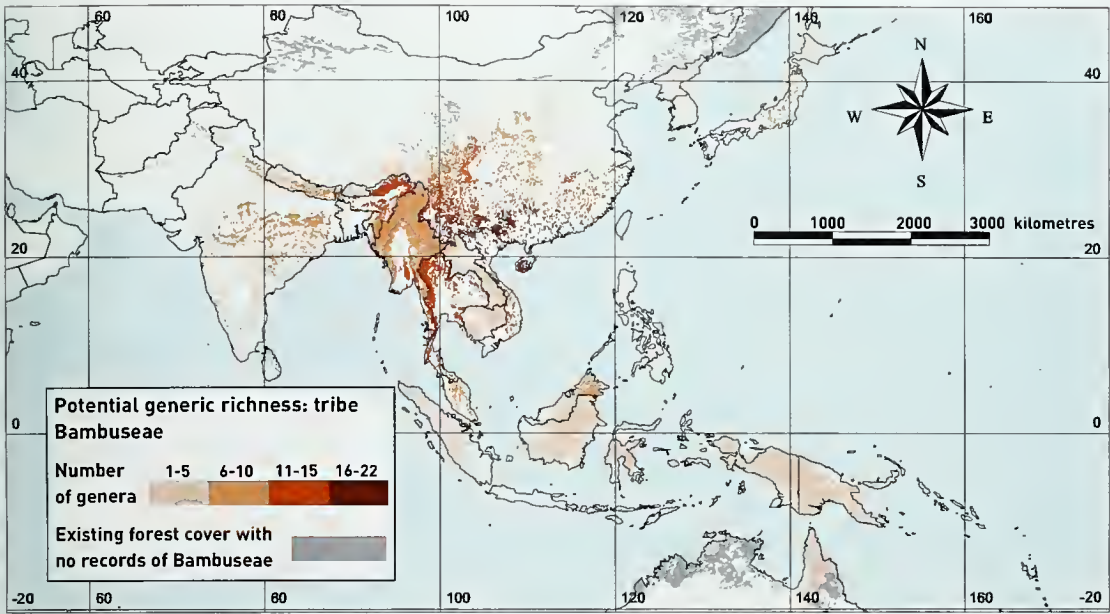 60 80 100 120 140 160
40 40
N
W E
S
0 1000 2000 3000 kilometres
20 20
Potential generic richness: tribe
Bambuseae
0 0
Number 1-5 6-10 11-15 16-22
of genera
Existing forest cover with
no records of Bambuseae
-20 60 80 100 120 140 160 -20